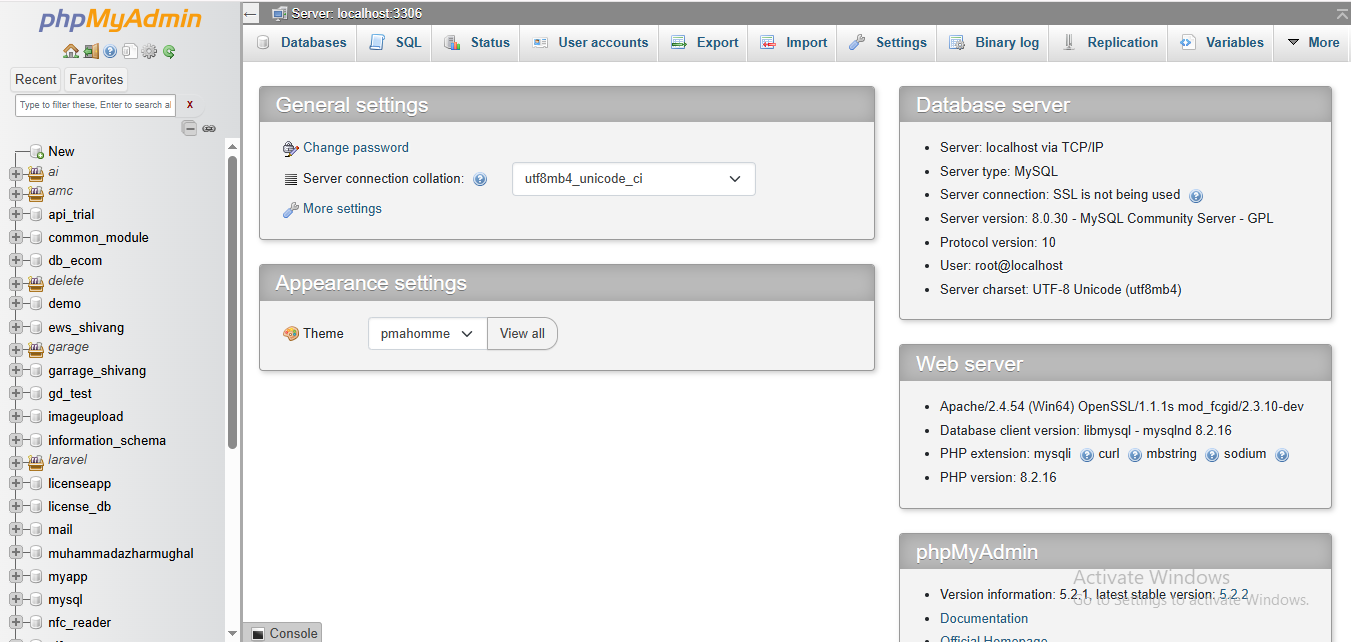 phpMyAdmin
Recent Favorites
Type to filter these, Enter to search al X
New
ai
amc
api_trial
common_module
db_ecom
delete
demo
ews_shivang
garage
garrage_shivang
gd_test
imageupload
information_schema
laravel
licenseapp
license_db
mail
muhammadazharmughal
myapp
mysql
nfc_reader
Server: localhost:3306
Databases SQL Status User accounts Export Import Settings Binary log Replication Variables More
General settings
Change password
Server connection collation: utf8mb4_unicode_ci
More settings
Appearance settings
Theme pmahomme View all
Database server
Server: localhost via TCP/IP
Server type: MySQL
Server connection: SSL is not being used
Server version: 8.0.30 - MySQL Community Server - GPL
Protocol version: 10
User: root@localhost
Server charset: UTF-8 Unicode (utf8mb4)
Web server
Apache/2.4.54 (Win64) OpenSSL/1.1.1s mod_fcgid/2.3.10-dev
Database client version: libmysql - mysqlnd 8.2.16
PHP extension: mysqli curl mbstring sodium
PHP version: 8.2.16
phpMyAdmin
Version information: 5.2.1, latest stable version: 5.2.2
Documentation
Official Homepage
Activate Windows
Go to Settings to activate Windows.
Console